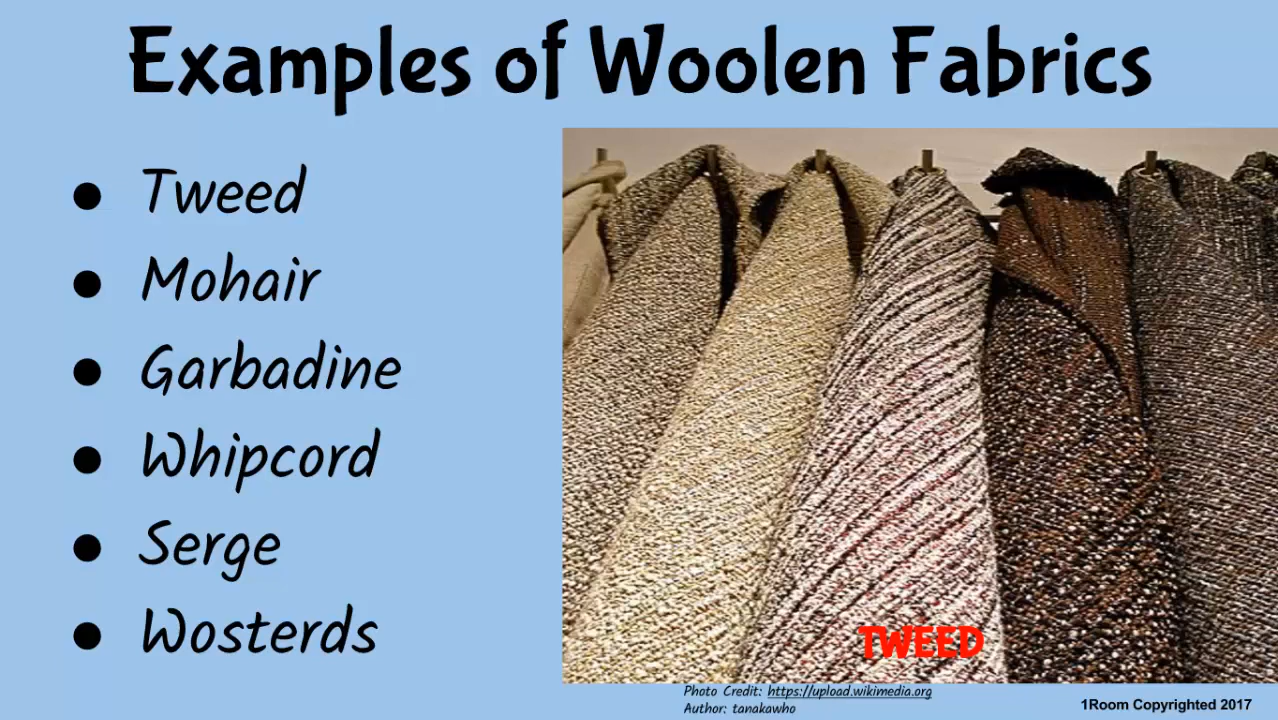 Examples of Woolen Fabrics
● Tweed
● Mohair
● Garbadine
● Whipcord
● Serge
● Wosterds
TWEED
Photo Credit: https://upload.wikimedia.org
Author: tanakawho
1Room Copyrighted 2017